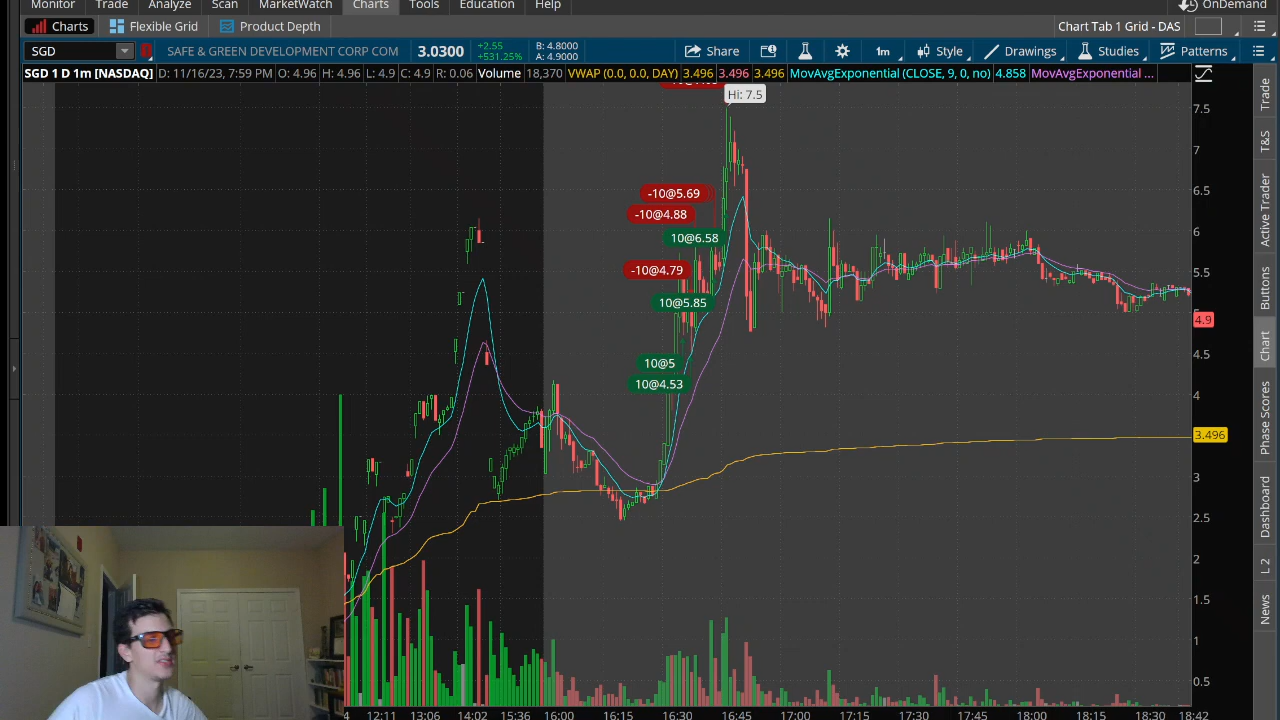 Monitor Trade Analyze Scan MarketWatch Charts Tools Education Help OnDemand
Charts Flexible Grid Product Depth Chart Tab 1 Grid - DAS
SGD SAFE & GREEN DEVELOPMENT CORP COM 3.0300 +2.55 +531.25% B: 4.8000 A: 4.9000 Share 1m Style Drawings Studies Patterns
SGD 1 D 1m [NASDAQ] D: 11/16/23, 7:59 PM O: 4.96 H: 4.96 L: 4.9 C: 4.9 R: 0.06 Volume 18,370 VWAP (0.0, 0.0, DAY) 3.496 3.496 3.496 MovAvgExponential (CLOSE, 9, 0, no) 4.858 MovAvgExponential ...
Hi: 7.5
-10@5.69
-10@4.88
10@6.58
-10@4.79
10@5.85
10@5
10@4.53
7.5
7
6.5
6
5.5
4.9
4.5
4
3.496
3
2.5
2
1.5
1
0.5
Trade
T&S
Active Trader
Buttons
Chart
Phase Scores
Dashboard
L 2
News
12:11 13:06 14:02 15:36 16:00 16:15 16:30 16:45 17:00 17:15 17:30 17:45 18:00 18:15 18:30 18:42